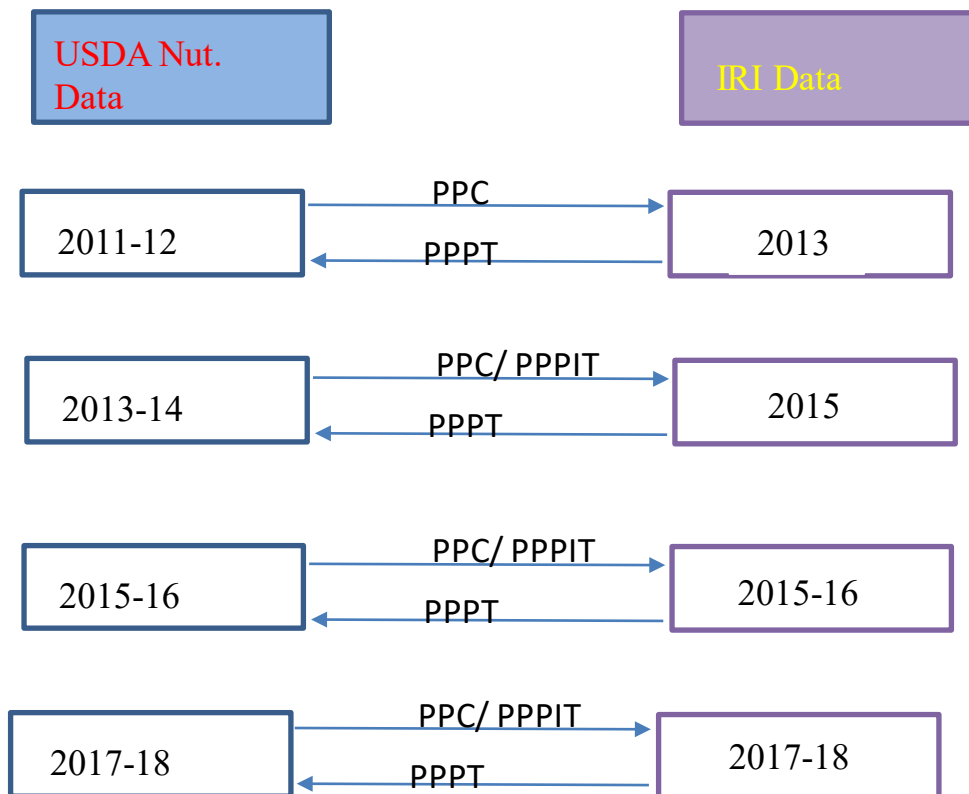 USDA Nut.
Data
IRI Data
PPC
2011-12
2013
PPPT
PPC/ PPPIT
2013-14
2015
PPPT
PPC/ PPPIT
2015-16
2015-16
PPPT
PPC/ PPPIT
2017-18
2017-18
PPPT